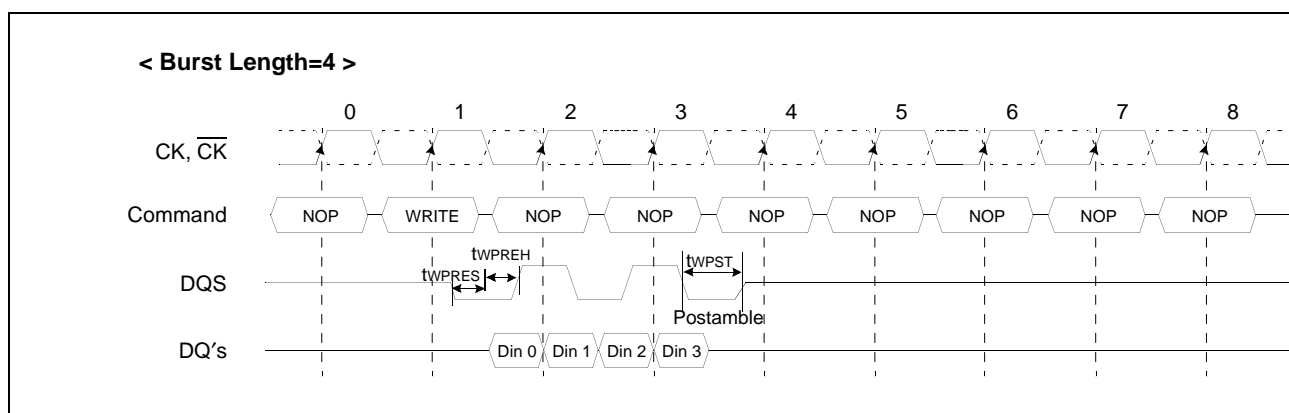 < Burst Length=4 >
0 1 2 3 4 5 6 7 8
CK, C̅K̅
Command NOP WRITE NOP NOP NOP NOP NOP NOP NOP
tWPREH
tWPRES
tWPST
DQS
Postamble
DQ′s Din 0 Din 1 Din 2 Din 3